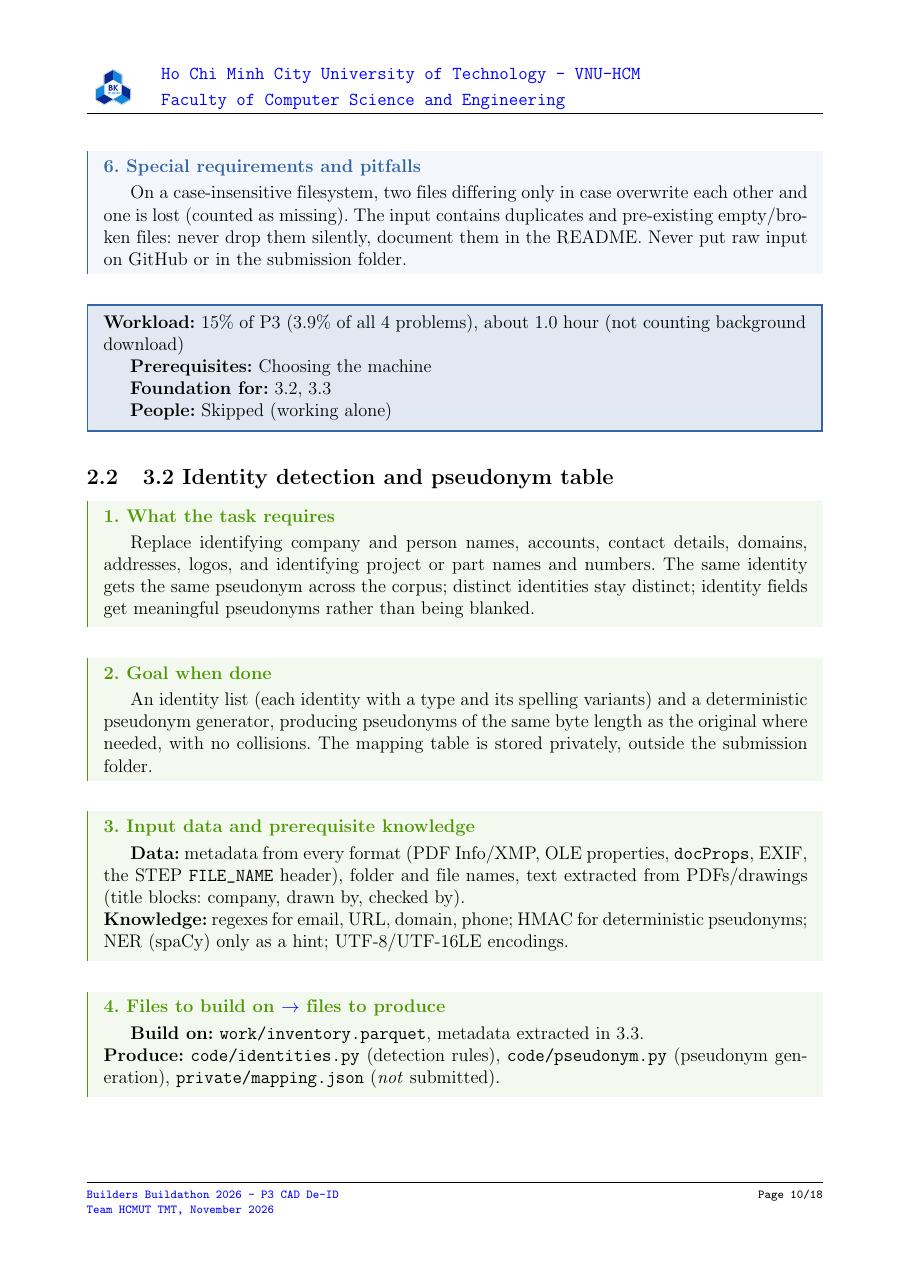 BK
Ho Chi Minh City University of Technology - VNU-HCM
Faculty of Computer Science and Engineering
6. Special requirements and pitfalls
On a case-insensitive filesystem, two files differing only in case overwrite each other and
one is lost (counted as missing). The input contains duplicates and pre-existing empty/bro-
ken files: never drop them silently, document them in the README. Never put raw input
on GitHub or in the submission folder.
Workload: 15% of P3 (3.9% of all 4 problems), about 1.0 hour (not counting background
download)
Prerequisites: Choosing the machine
Foundation for: 3.2, 3.3
People: Skipped (working alone)
2.2 3.2 Identity detection and pseudonym table
1. What the task requires
Replace identifying company and person names, accounts, contact details, domains,
addresses, logos, and identifying project or part names and numbers. The same identity
gets the same pseudonym across the corpus; distinct identities stay distinct; identity fields
get meaningful pseudonyms rather than being blanked.
2. Goal when done
An identity list (each identity with a type and its spelling variants) and a deterministic
pseudonym generator, producing pseudonyms of the same byte length as the original where
needed, with no collisions. The mapping table is stored privately, outside the submission
folder.
3. Input data and prerequisite knowledge
Data: metadata from every format (PDF Info/XMP, OLE properties, docProps, EXIF,
the STEP FILE_NAME header), folder and file names, text extracted from PDFs/drawings
(title blocks: company, drawn by, checked by).
Knowledge: regexes for email, URL, domain, phone; HMAC for deterministic pseudonyms;
NER (spaCy) only as a hint; UTF-8/UTF-16LE encodings.
4. Files to build on → files to produce
Build on: work/inventory.parquet, metadata extracted in 3.3.
Produce: code/identities.py (detection rules), code/pseudonym.py (pseudonym gen-
eration), private/mapping.json (not submitted).
Builders Buildathon 2026 - P3 CAD De-ID
Page 10/18
Team HCMUT TMT, November 2026